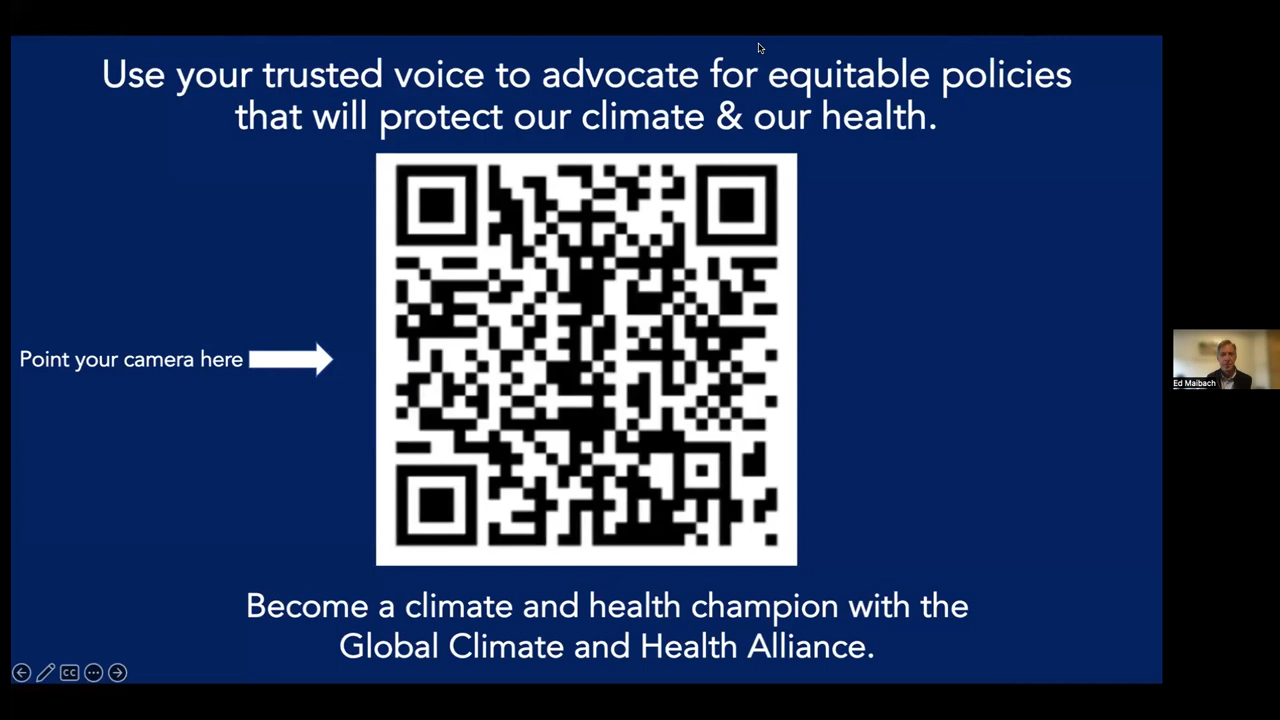 Use your trusted voice to advocate for equitable policies
that will protect our climate & our health.
Point your camera here
Ed Maibach
Become a climate and health champion with the
Global Climate and Health Alliance.
CC